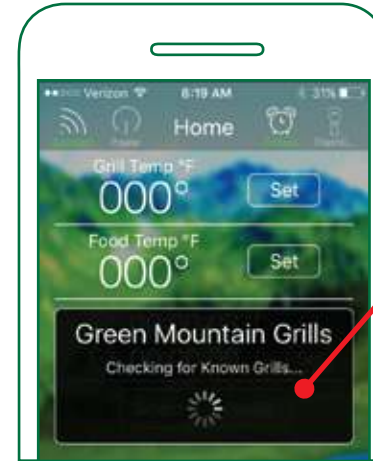 Verizon 8:19 AM 31%
Home
Grill Temp °F
000° Set
Food Temp °F
000° Set
Green Mountain Grills
Checking for Known Grills...